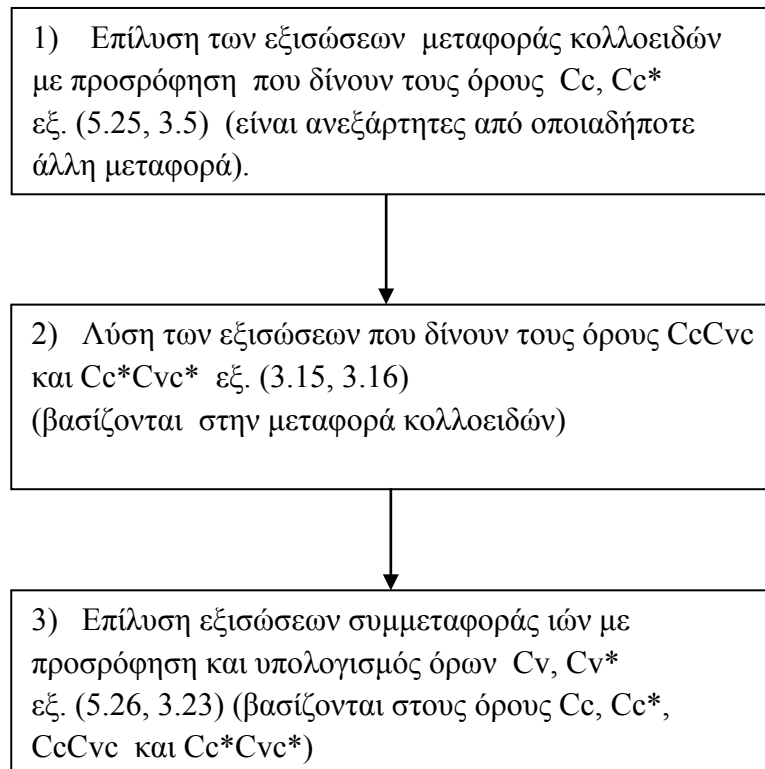 1) Επίλυση των εξισώσεων μεταφοράς κολλοειδών
με προσρόφηση που δίνουν τους όρους Cc, Cc*
εξ. (5.25, 3.5) (είναι ανεξάρτητες από οποιαδήποτε
άλλη μεταφορά).
2) Λύση των εξισώσεων που δίνουν τους όρους CcCvc
και Cc*Cvc* εξ. (3.15, 3.16)
(βασίζονται στην μεταφορά κολλοειδών)
3) Επίλυση εξισώσεων συμμεταφοράς ιών με
προσρόφηση και υπολογισμός όρων Cv, Cv*
εξ. (5.26, 3.23) (βασίζονται στους όρους Cc, Cc*,
CcCvc και Cc*Cvc*)